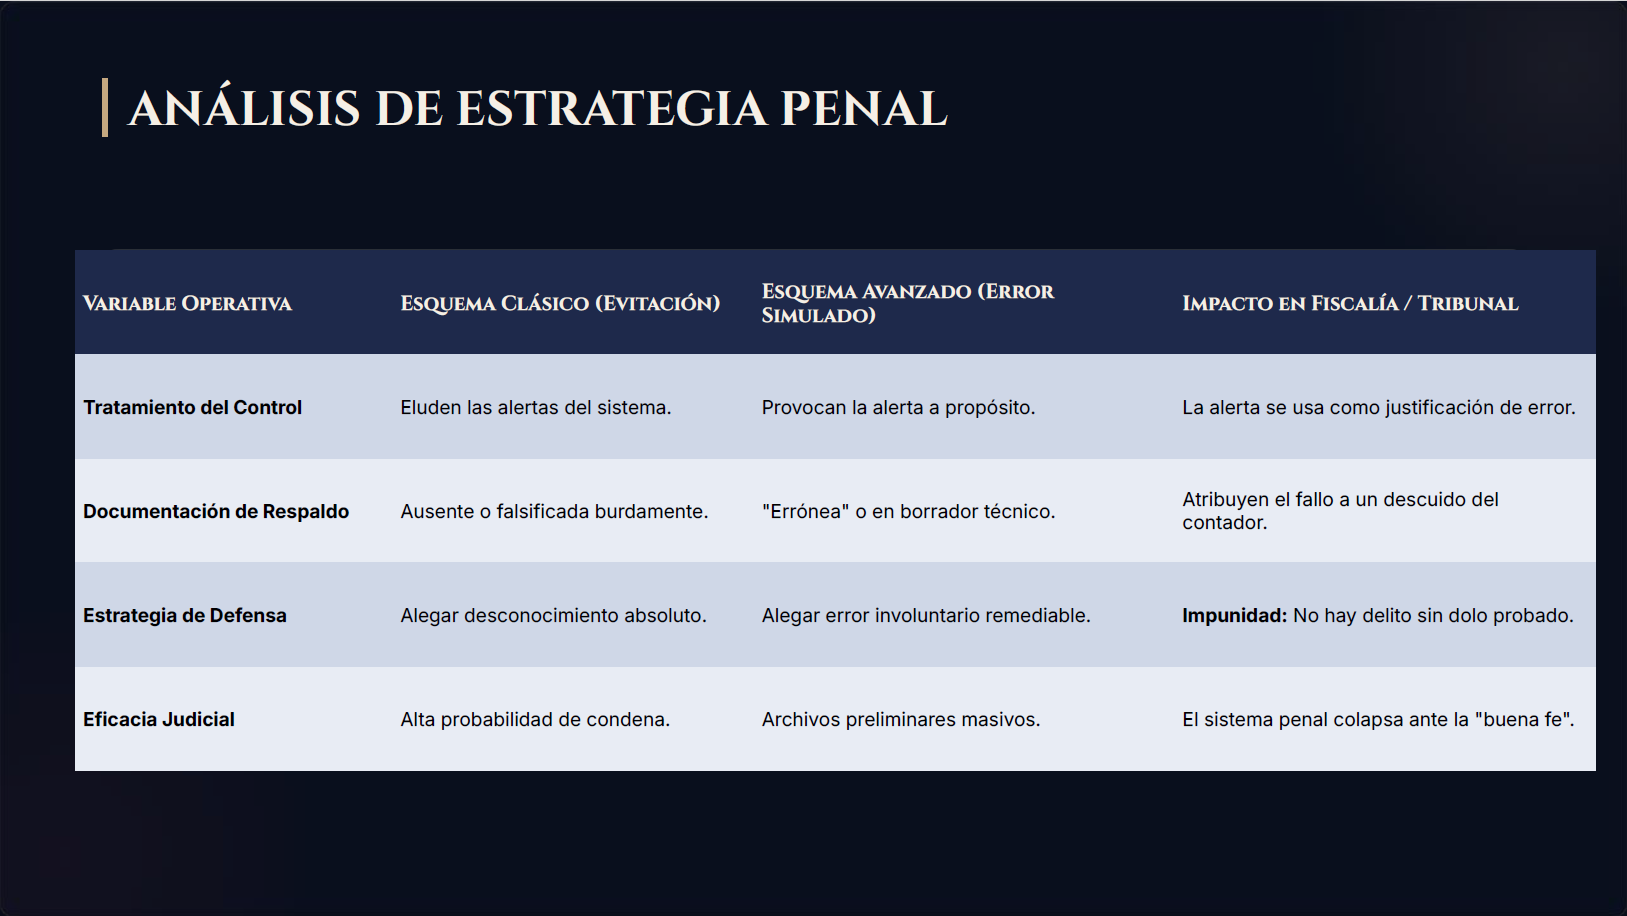 ANÁLISIS DE ESTRATEGIA PENAL
Variable Operativa
Esquema Clásico (Evitación)
Esquema Avanzado (Error
Simulado)
Impacto en Fiscalía / Tribunal
Tratamiento del Control
Eluden las alertas del sistema.
Provocan la alerta a propósito.
La alerta se usa como justificación de error.
Documentación de Respaldo
Ausente o falsificada burdamente.
"Errónea" o en borrador técnico.
Atribuyen el fallo a un descuido del
contador.
Estrategia de Defensa
Alegar desconocimiento absoluto.
Alegar error involuntario remediable.
Impunidad: No hay delito sin dolo probado.
Eficacia Judicial
Alta probabilidad de condena.
Archivos preliminares masivos.
El sistema penal colapsa ante la "buena fe".